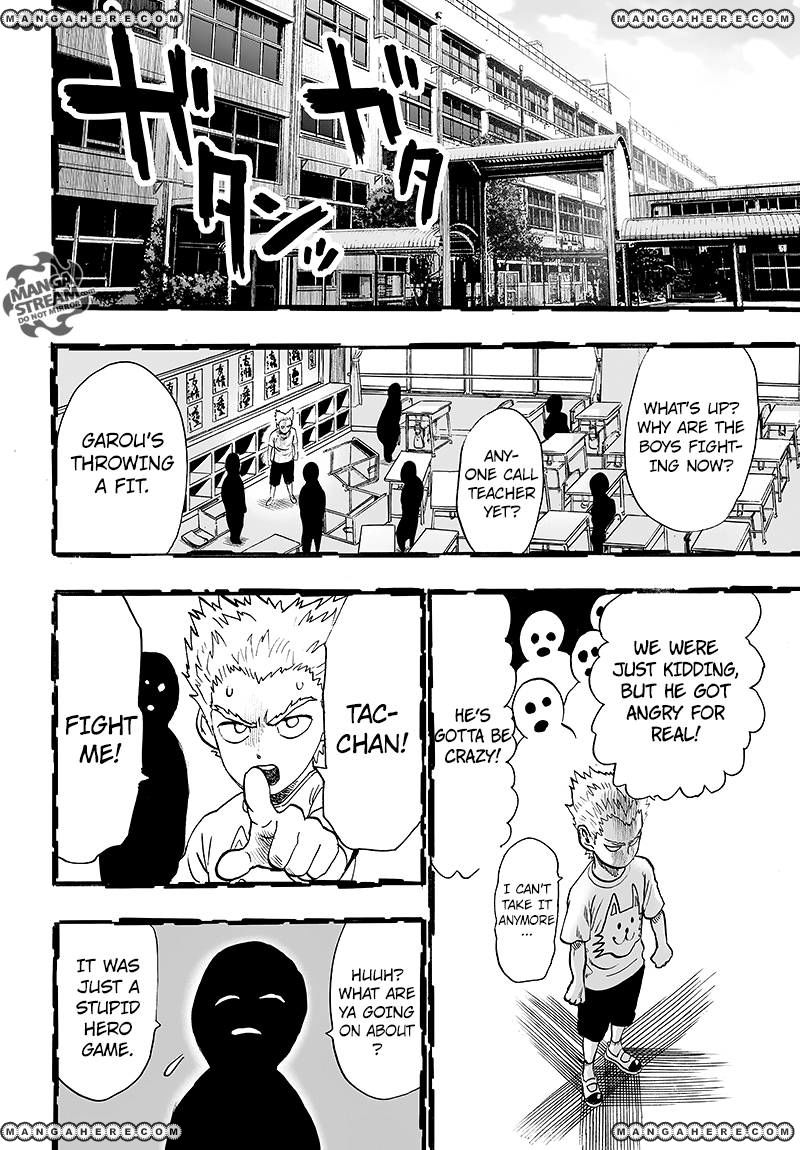 MANGAHERE.COM
MANGAHERE.COM
ガガ
ガタ
タンッ
MANGA
STREAM.com
DO NOT MIRROR!
WHAT'S UP?
WHY ARE THE
BOYS FIGHT-
ING NOW?
ANY-
ONE CALL
TEACHER
YET?
GAROU'S
THROWING
A FIT.
WE WERE
JUST KIDDING,
BUT HE GOT
ANGRY FOR
REAL!
HE'S
GOTTA BE
CRAZY!
I CAN'T
TAKE IT
ANYMORE
...
TAC-
CHAN!
FIGHT
ME!
HUUH?
WHAT ARE
YA GOING
ON ABOUT
?
IT WAS
JUST A
STUPID
HERO
GAME.
MANGAHERE.COM
MANGAHERE.COM